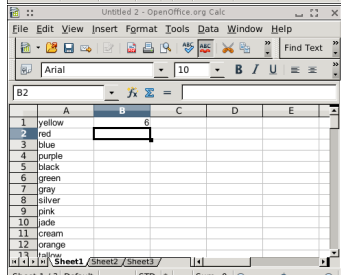 Untitled 2 - OpenOffice.org Calc
File Edit View Insert Format Tools Data Window Help
Find Text
Arial 10 B I U
B2 =
A B C D E
1 yellow 6
2 red
3 blue
4 purple
5 black
6 green
7 gray
8 silver
9 pink
10 jade
11 cream
12 orange
13 tallow
Sheet1 Sheet2 Sheet3